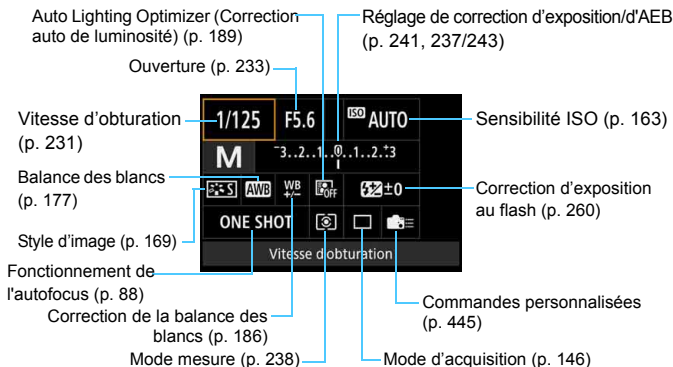 Auto Lighting Optimizer (Correction
auto de luminosité) (p. 189)
Réglage de correction d’exposition/d'AEB
(p. 241, 237/243)
Ouverture (p. 233)
Vitesse d’obturation
(p. 231)
Sensibilité ISO (p. 163)
1/125 F5.6 ISO AUTO
M -3..2..1..0..1..2.+3
Balance des blancs
(p. 177)
S AWB WB +/- OFF ±0
Correction d’exposition
au flash (p. 260)
Style d’image (p. 169)
ONE SHOT
Vitesse d'obturation
Fonctionnement de
l'autofocus (p. 88)
Commandes personnalisées
(p. 445)
Correction de la balance des
blancs (p. 186)
Mode mesure (p. 238)
Mode d’acquisition (p. 146)